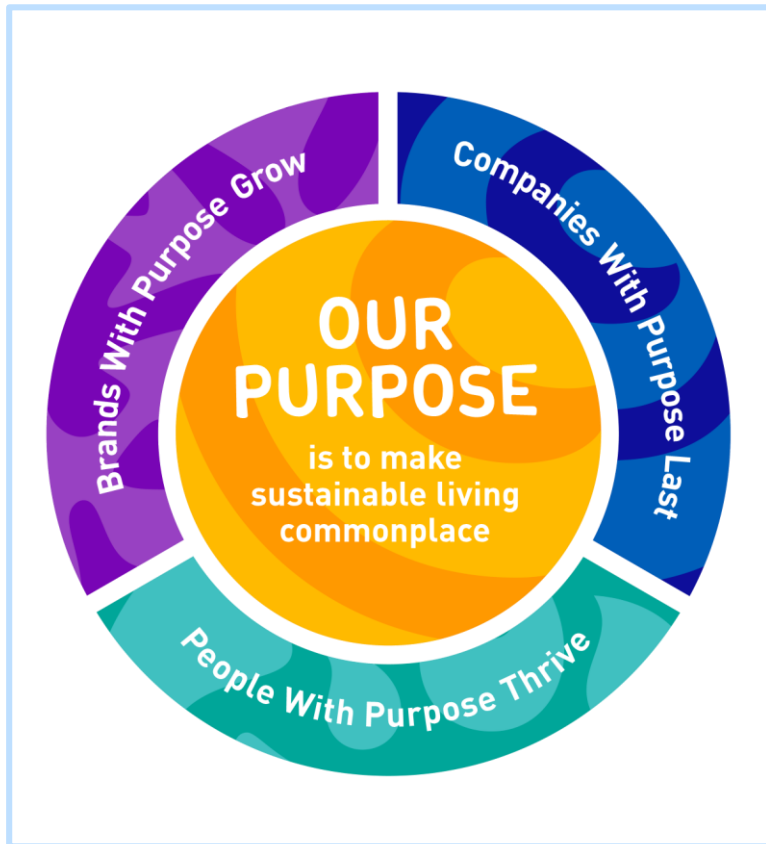 Brands With Purpose Grow
Companies With Purpose Last
OUR
PURPOSE
is to make
sustainable living
commonplace
People With Purpose Thrive